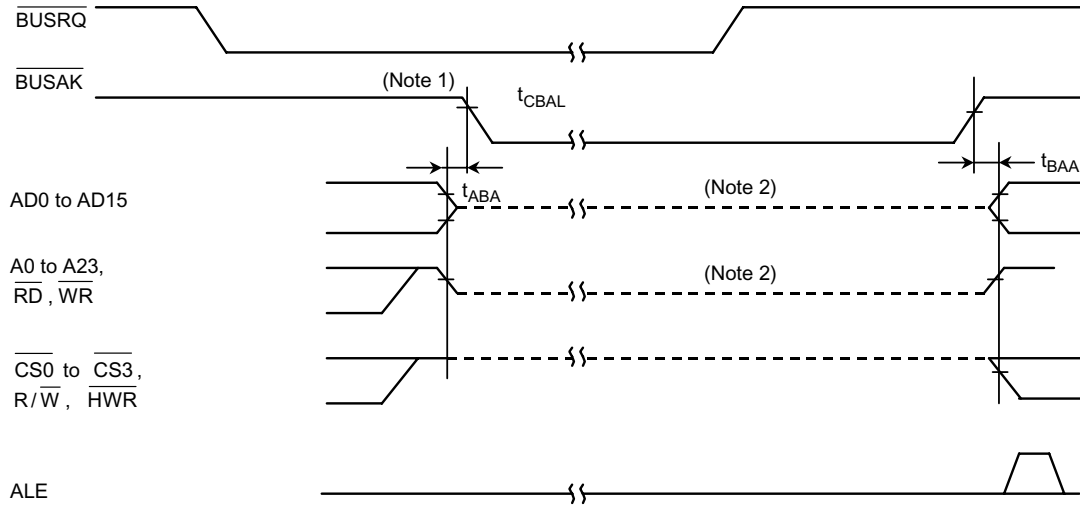 BUSRQ
BUSAK
(Note 1)
tCBAL
tBAA
AD0 to AD15
tABA
(Note 2)
A0 to A23,
RD , WR
(Note 2)
CS0 to CS3 ,
R/W , HWR
ALE